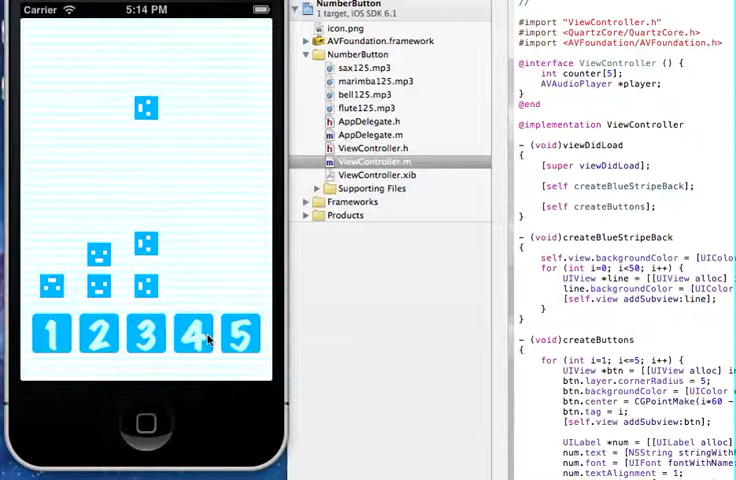 Carrier 5:14 PM
1 2 3 4 5
NumberButton
1 target, iOS SDK 6.1
icon.png
AVFoundation.framework
NumberButton
sax125.mp3
marimba125.mp3
bell125.mp3
flute125.mp3
AppDelegate.h
AppDelegate.m
ViewController.h
ViewController.m
ViewController.xib
Supporting Files
Frameworks
Products
//
#import "ViewController.h"
#import <QuartzCore/QuartzCore.h>
#import <AVFoundation/AVFoundation.h>
@interface ViewController () {
int counter[5];
AVAudioPlayer *player;
}
@end
@implementation ViewController
- (void)viewDidLoad
{
[super viewDidLoad];
[self createBlueStripeBack];
[self createButtons];
}
- (void)createBlueStripeBack
{
self.view.backgroundColor = [UIColor
for (int i=0; i<50; i++) {
UIView *line = [[UIView alloc]
line.backgroundColor = [UIColor
[self.view addSubview:line];
}
}
- (void)createButtons
{
for (int i=1; i<=5; i++) {
UIView *btn = [[UIView alloc]
btn.layer.cornerRadius = 5;
btn.backgroundColor = [UIColor
btn.center = CGPointMake(i*60 -
btn.tag = i;
[self.view addSubview:btn];
UILabel *num = [[UILabel alloc]
num.text = [NSString stringWith
num.font = [UIFont fontWithName:
num.textAlignment = 1;